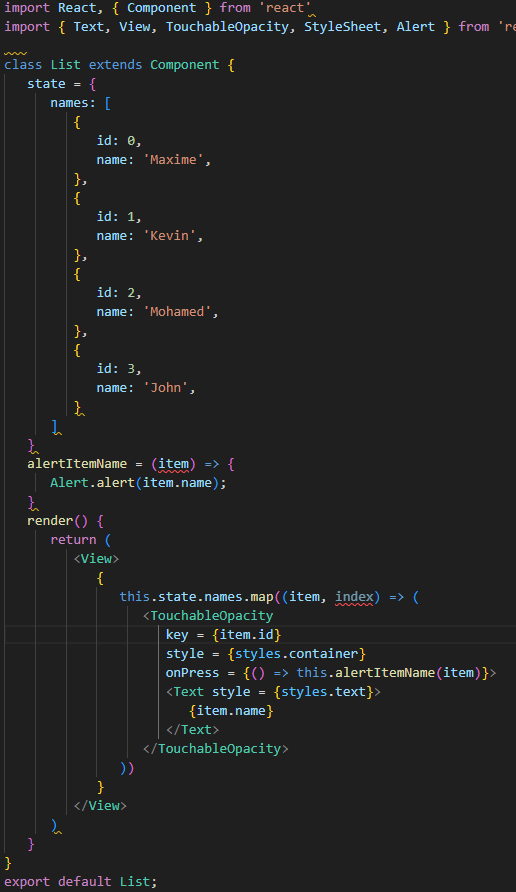 import React, { Component } from 'react'
import { Text, View, TouchableOpacity, StyleSheet, Alert } from 're
class List extends Component {
state = {
names: [
{
id: 0,
name: 'Maxime',
},
{
id: 1,
name: 'Kevin',
},
{
id: 2,
name: 'Mohamed',
},
{
id: 3,
name: 'John',
}
]
}
alertItemName = (item) => {
Alert.alert(item.name);
}
render() {
return (
<View>
{
this.state.names.map((item, index) => (
<TouchableOpacity
key = {item.id}
style = {styles.container}
onPress = {() => this.alertItemName(item)}>
<Text style = {styles.text}>
{item.name}
</Text>
</TouchableOpacity>
))
}
</View>
)
}
}
export default List;